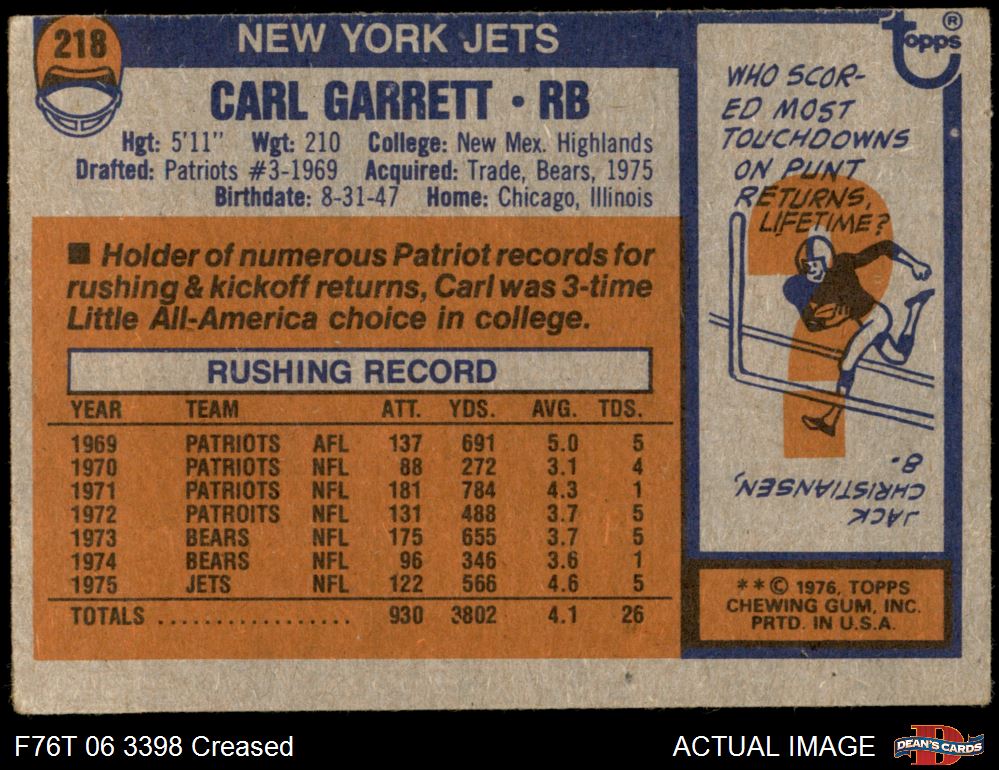 218
NEW YORK JETS
CARL GARRETT • RB
Hgt: 5'11" Wgt: 210 College: New Mex. Highlands
Drafted: Patriots #3-1969 Acquired: Trade, Bears, 1975
Birthdate: 8-31-47 Home: Chicago, Illinois
■ Holder of numerous Patriot records for
rushing & kickoff returns, Carl was 3-time
Little All-America choice in college.
RUSHING RECORD
YEAR TEAM ATT. YDS. AVG. TDS.
1969 PATRIOTS AFL 137 691 5.0 5
1970 PATRIOTS NFL 88 272 3.1 4
1971 PATRIOTS NFL 181 784 4.3 1
1972 PATROITS NFL 131 488 3.7 5
1973 BEARS NFL 175 655 3.7 5
1974 BEARS NFL 96 346 3.6 1
1975 JETS NFL 122 566 4.6 5
TOTALS ................. 930 3802 4.1 26
Topps ®
WHO SCOR-
ED MOST
TOUCHDOWNS
ON PUNT
RETURNS,
LIFETIME?
?
JACK
CHRISTIANSEN,
8.
**© 1976, TOPPS
CHEWING GUM, INC.
PRTD. IN U.S.A.
F76T 06 3398 Creased
ACTUAL IMAGE
D
DEAN'S CARDS